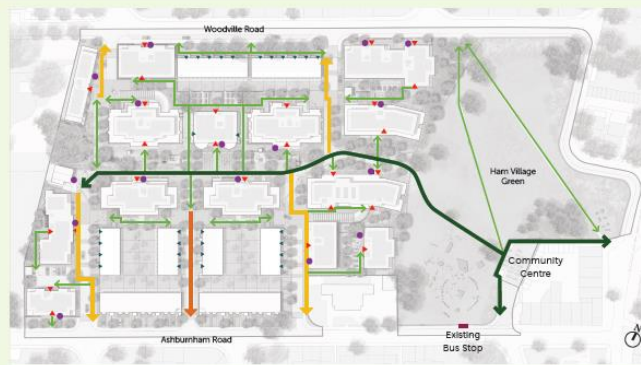 Woodville Road
Ham Village
Green
Community
Centre
Existing
Bus Stop
Ashburnham Road
N